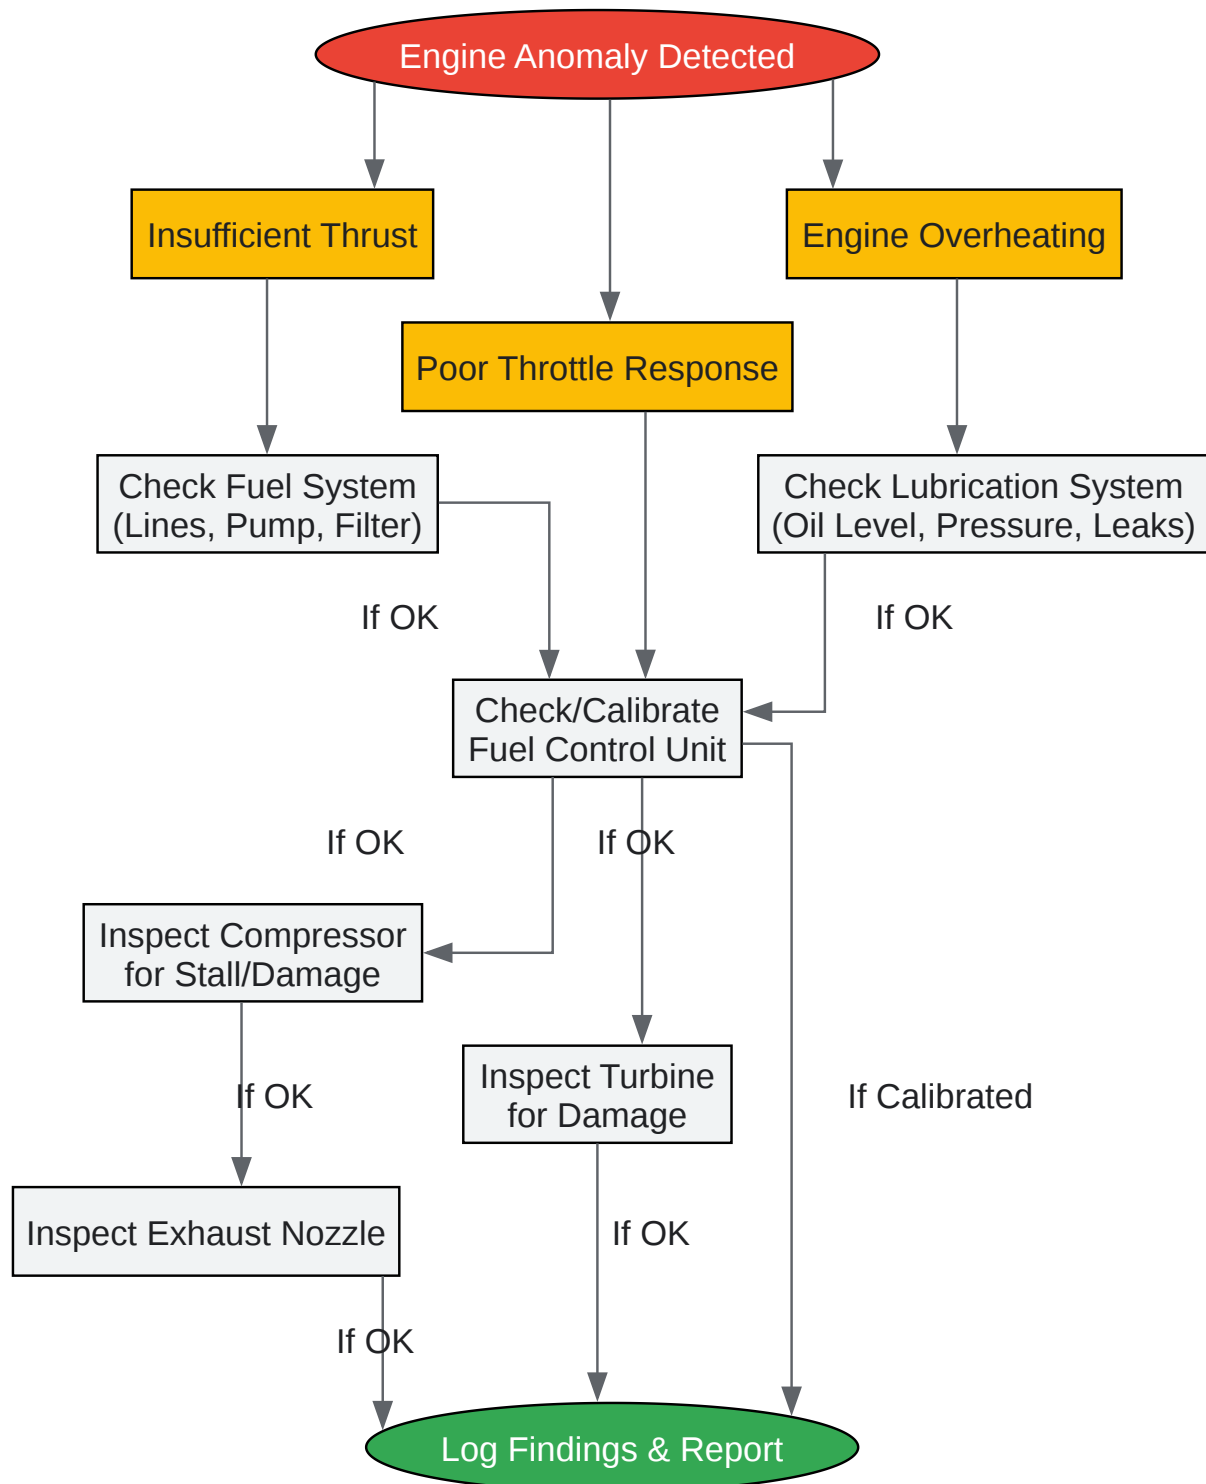 Engine Anomaly Detected
Insufficient Thrust
Engine Overheating
Poor Throttle Response
Check Fuel System
(Lines, Pump, Filter)
Check Lubrication System
(Oil Level, Pressure, Leaks)
If OK
If OK
Check/Calibrate
Fuel Control Unit
If OK
If OK
Inspect Compressor
for Stall/Damage
Inspect Turbine
for Damage
If OK
If Calibrated
Inspect Exhaust Nozzle
If OK
If OK
Log Findings & Report